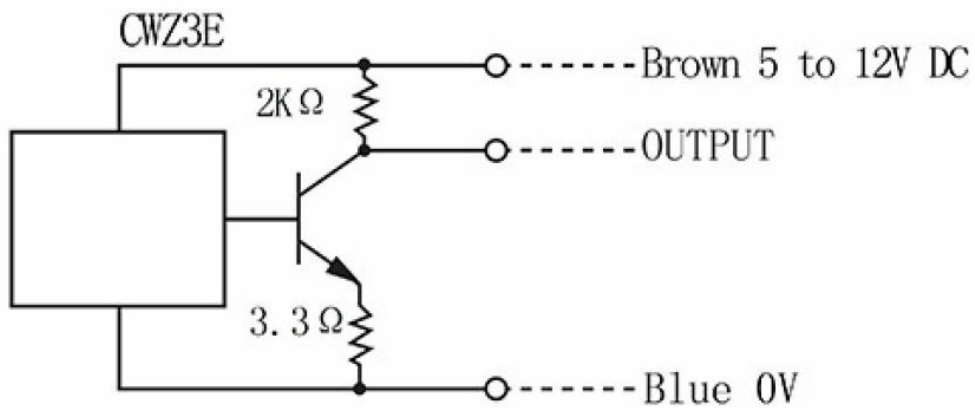 CWZ3E
Brown 5 to 12V DC
2KΩ
OUTPUT
3.3Ω
Blue 0V